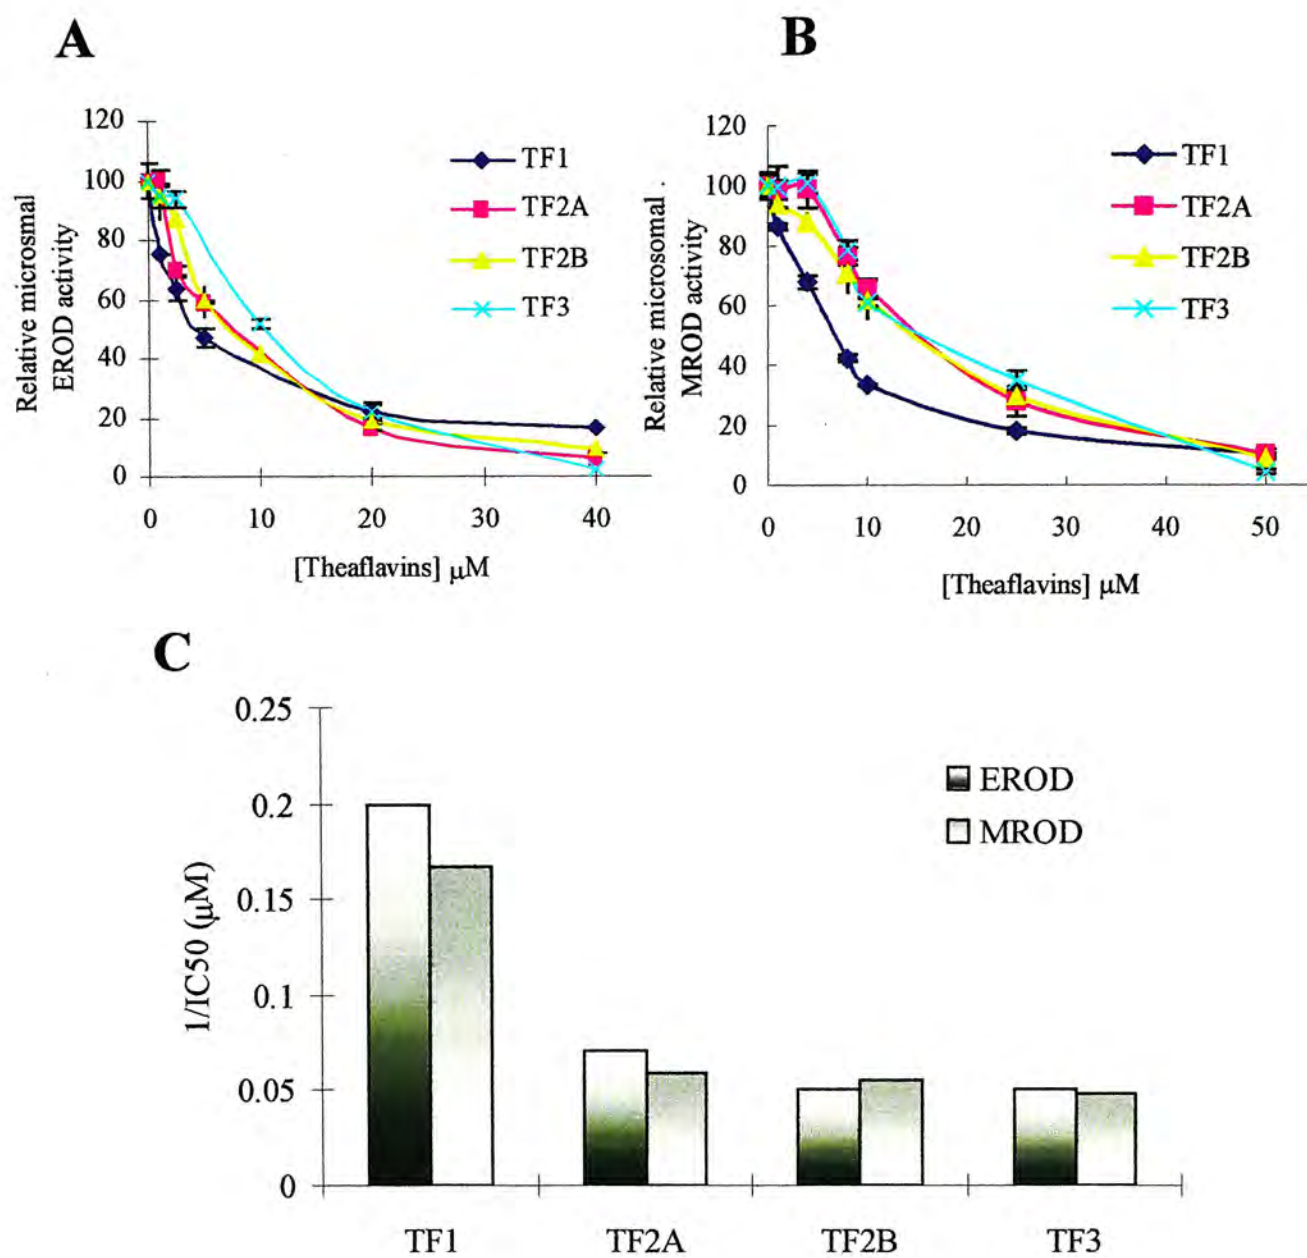 A
B
120
100
80
60
40
20
0
Relative microsmal
EROD activity
TF1
TF2A
TF2B
TF3
0 10 20 30 40
[Theaflavins] μM
120
100
80
60
40
20
0
Relative microsomal .
MROD activity
TF1
TF2A
TF2B
TF3
0 10 20 30 40 50
[Theaflavins] μM
C
0.25
0.2
0.15
0.1
0.05
0
1/IC50 (μM)
EROD
MROD
TF1 TF2A TF2B TF3